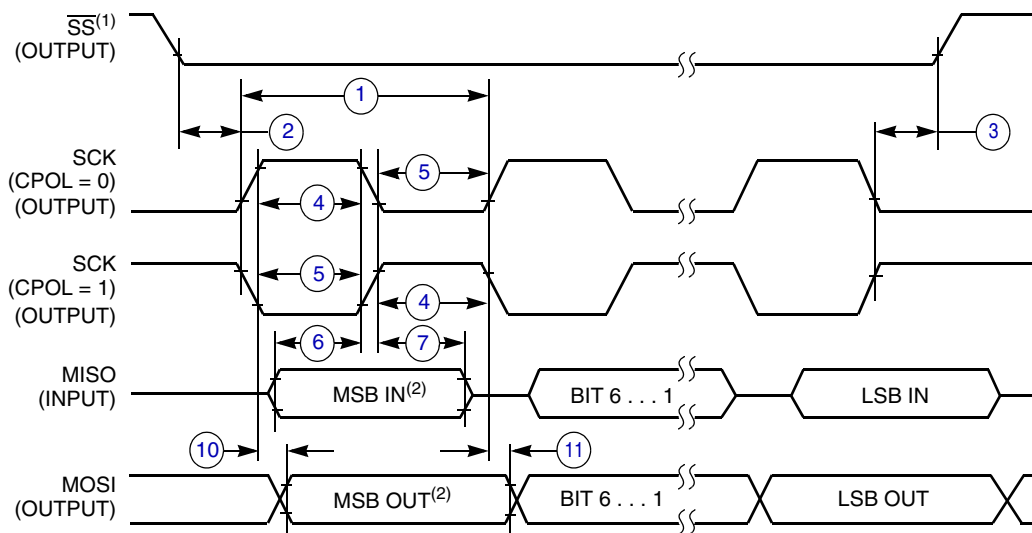 SS(1)
(OUTPUT)
1
2
3
SCK
(CPOL = 0)
(OUTPUT)
5
4
SCK
(CPOL = 1)
(OUTPUT)
5
4
6
7
MISO
(INPUT)
MSB IN(2)
BIT 6 . . . 1
LSB IN
10
11
MOSI
(OUTPUT)
MSB OUT(2)
BIT 6 . . . 1
LSB OUT